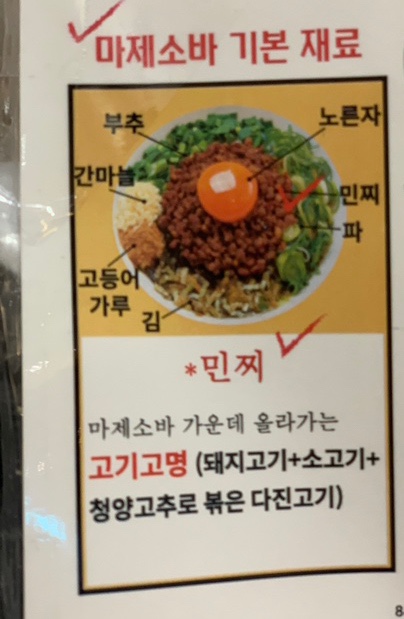 마제소바 기본 재료
부추
노른자
간마늘
민찌
파
고등어
가루
김
*민찌
마제소바 가운데 올라가는
고기고명 (돼지고기+소고기+
청양고추로 볶은 다진고기)
8